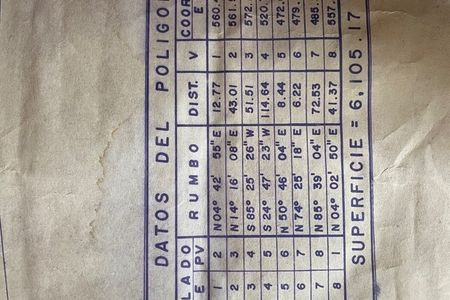 DATOS DEL POLIGO
LADO RUMBO DIST. V COOR
E PV E
1 2 N 04° 42' 55" E 12.77 1 560.
2 3 N 14° 16' 08" E 43.01 2 561.
3 4 S 85° 25' 26" W 51.51 3 572.
4 5 S 24° 47' 23" W 114.64 4
5 6 N 50° 46' 04" E 8.44 5 472.
6 7 N 74° 25' 18" E 6.22 6 479.
7 8 N 85° 39' 04" E 72.53 7 485.
8 1 N 04° 02' 50" E 41.37 8 557.
SUPERFICIE = 6,105.17